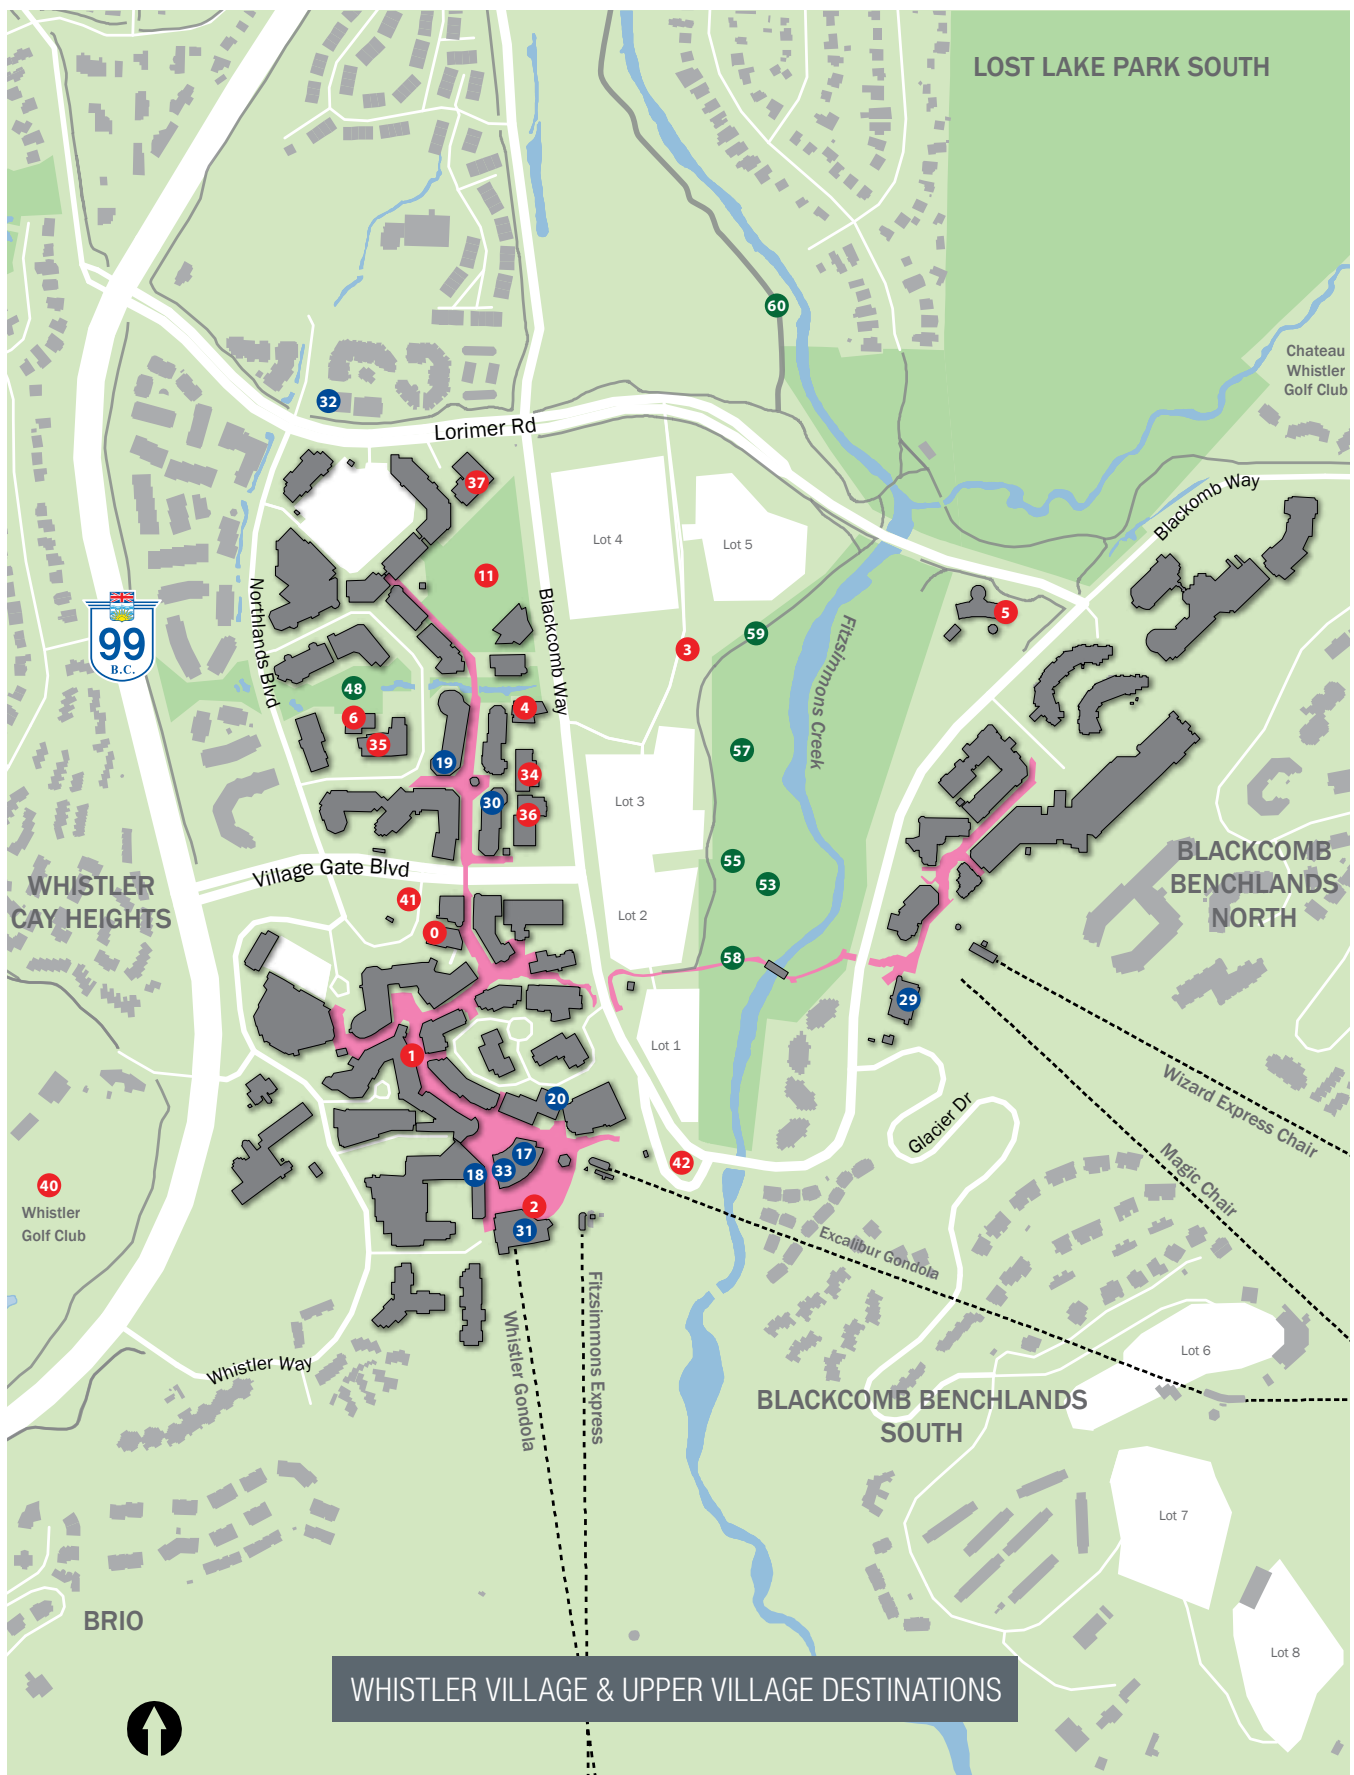 LOST LAKE PARK SOUTH
60
Chateau
Whistler
Golf Club
32
Lorimer Rd
37
Blackcomb Way
Lot 4
Lot 5
11
Northlands Blvd
Blackcomb Way
99
B.C.
5
59
Fitzsimmons Creek
3
48
6
4
35
57
19
34
30
Lot 3
36
BLACKCOMB
BENCHLANDS
NORTH
55
Village Gate Blvd
53
WHISTLER
CAY HEIGHTS
41
Lot 2
0
58
29
Lot 1
1
Wizard Express Chair
20
Glacier Dr
17
42
33
18
Magic Chair
40
Whistler
Golf Club
2
31
Excalibur Gondola
Fitzsimmons Express
Whistler Gondola
Lot 6
Whistler Way
BLACKCOMB BENCHLANDS
SOUTH
Lot 7
BRIO
Lot 8
WHISTLER VILLAGE & UPPER VILLAGE DESTINATIONS